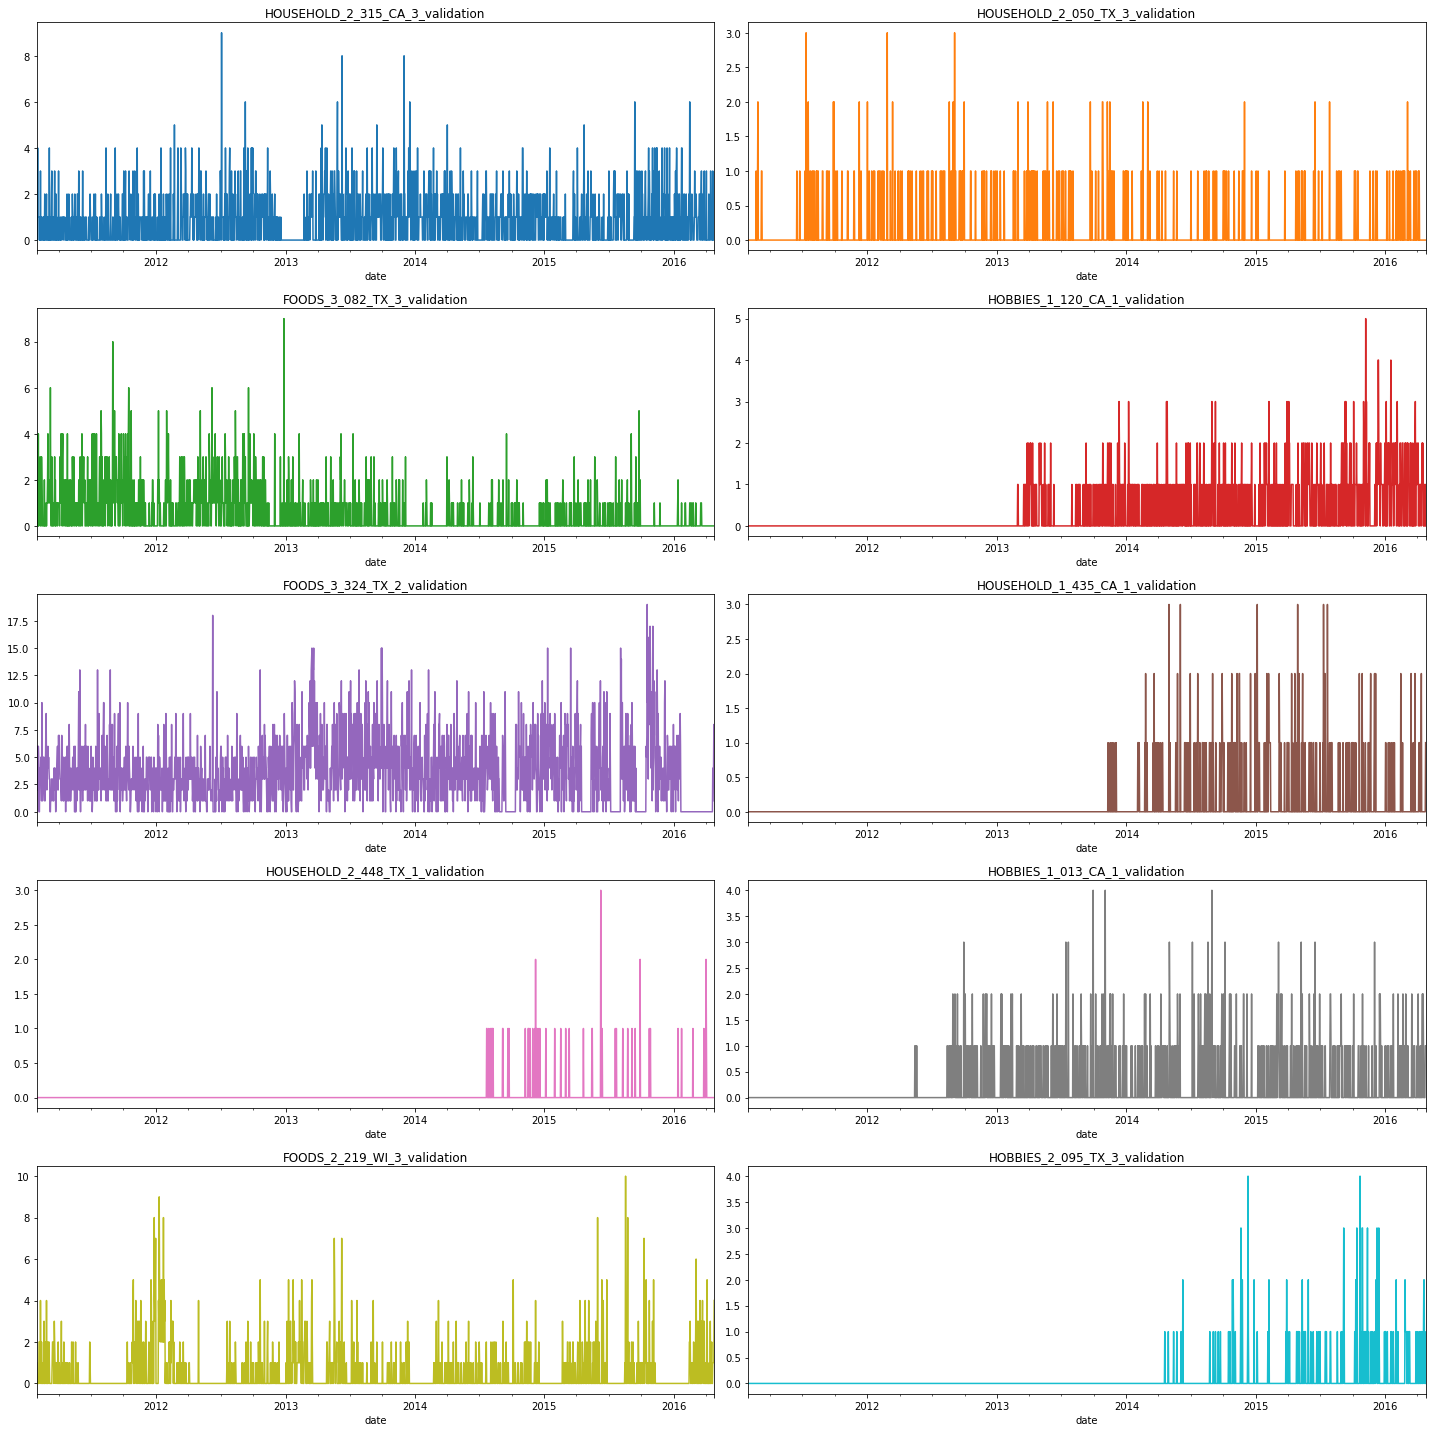 HOUSEHOLD_2_315_CA_3_validation
8
6
4
2
0
2012 2013 2014 2015 2016
date
HOUSEHOLD_2_050_TX_3_validation
3.0
2.5
2.0
1.5
1.0
0.5
0.0
2012 2013 2014 2015 2016
date
FOODS_3_082_TX_3_validation
8
6
4
2
0
2012 2013 2014 2015 2016
date
HOBBIES_1_120_CA_1_validation
5
4
3
2
1
0
2012 2013 2014 2015 2016
date
FOODS_3_324_TX_2_validation
17.5
15.0
12.5
10.0
7.5
5.0
2.5
0.0
2012 2013 2014 2015 2016
date
HOUSEHOLD_1_435_CA_1_validation
3.0
2.5
2.0
1.5
1.0
0.5
0.0
2012 2013 2014 2015 2016
date
HOUSEHOLD_2_448_TX_1_validation
3.0
2.5
2.0
1.5
1.0
0.5
0.0
2012 2013 2014 2015 2016
date
HOBBIES_1_013_CA_1_validation
4.0
3.5
3.0
2.5
2.0
1.5
1.0
0.5
0.0
2012 2013 2014 2015 2016
date
FOODS_2_219_WI_3_validation
10
8
6
4
2
0
2012 2013 2014 2015 2016
date
HOBBIES_2_095_TX_3_validation
4.0
3.5
3.0
2.5
2.0
1.5
1.0
0.5
0.0
2012 2013 2014 2015 2016
date